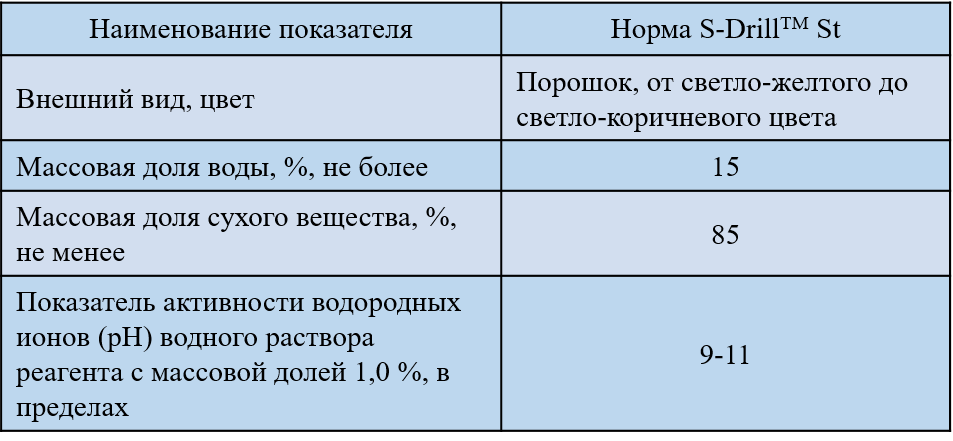 Наименование показателя
Норма S-Drill™ St
Внешний вид, цвет
Порошок, от светло-желтого до
светло-коричневого цвета
Массовая доля воды, %, не более
15
Массовая доля сухого вещества, %,
не менее
85
Показатель активности водородных
ионов (рН) водного раствора
реагента с массовой долей 1,0 %, в
пределах
9-11